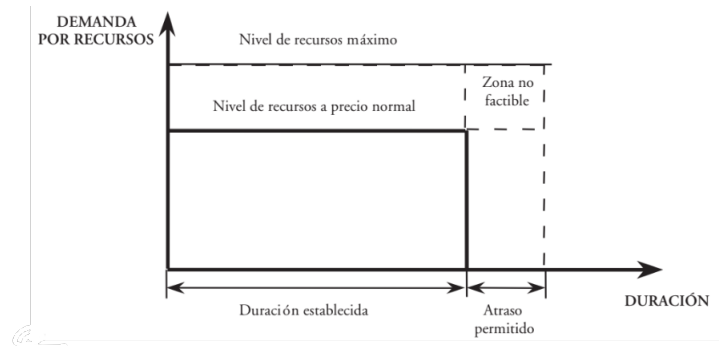 DEMANDA
POR RECURSOS
Nivel de recursos máximo
Zona no
factible
Nivel de recursos a precio normal
DURACIÓN
Duración establecida
Atraso
permitido